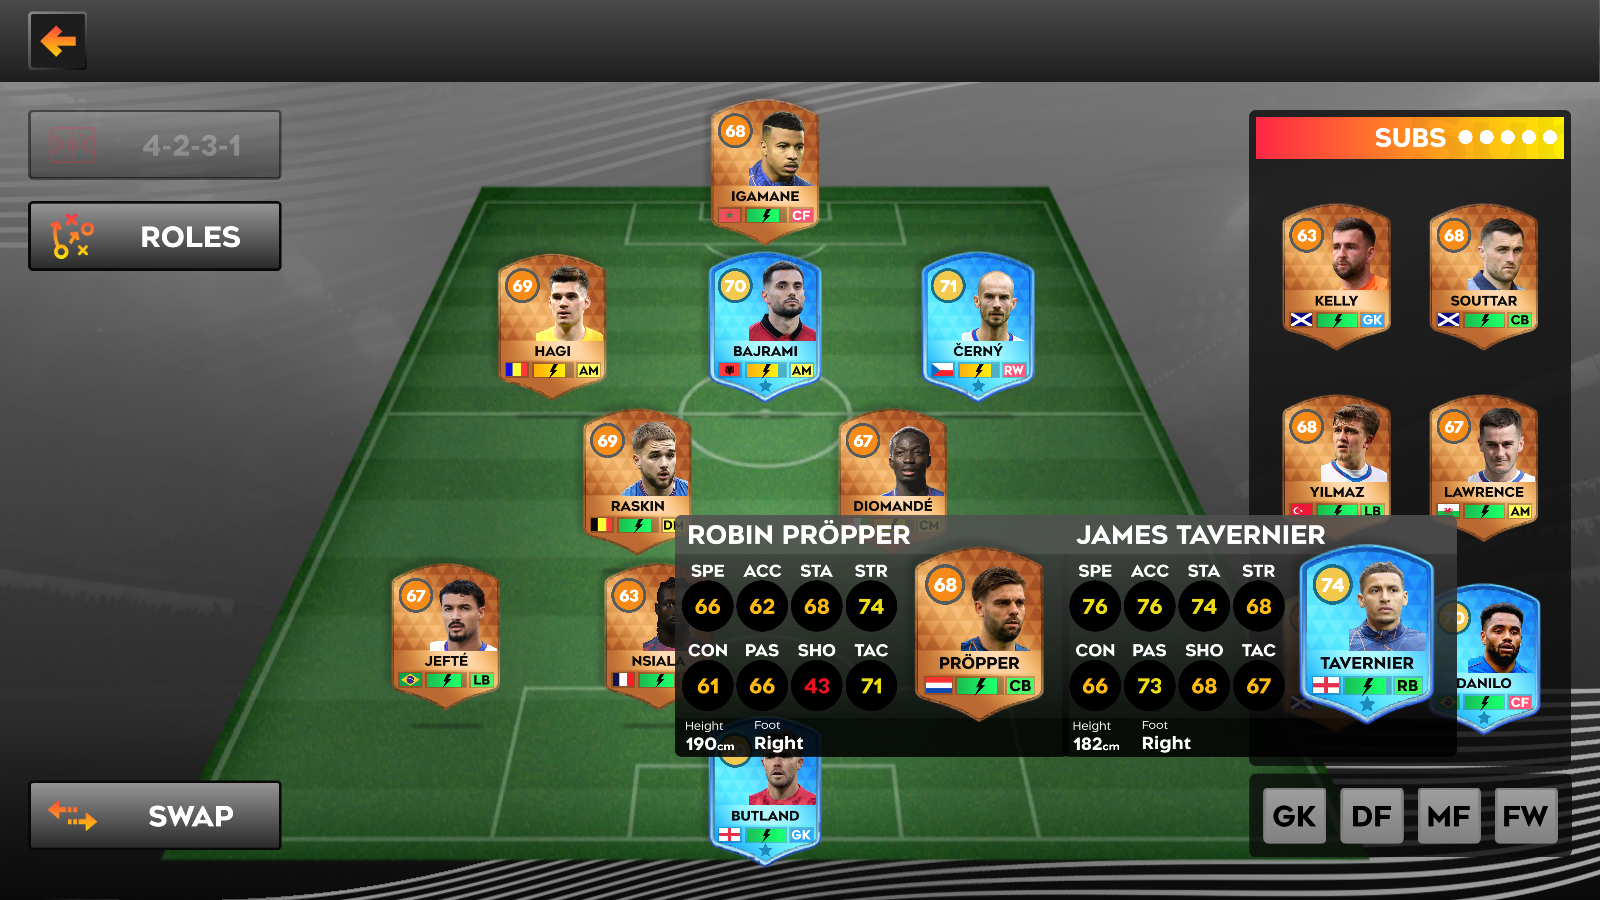 4-2-3-1
ROLES
SUBS
68
IGAMANE
CF
69
HAGI
AM
70
BAJRAMI
AM
71
ČERNÝ
RW
63
KELLY
GK
68
SOUTTAR
CB
69
RASKIN
DM
67
DIOMANDÉ
CM
68
YILMAZ
LB
67
LAWRENCE
AM
67
JEFTÉ
LB
63
NSIALA
ROBIN PRÖPPER
SPE ACC STA STR
66 62 68 74
CON PAS SHO TAC
61 66 43 71
Height Foot
190cm Right
68
PRÖPPER
CB
JAMES TAVERNIER
SPE ACC STA STR
76 76 74 68
CON PAS SHO TAC
66 73 68 67
Height Foot
182cm Right
74
TAVERNIER
RB
DANILO
CF
BUTLAND
GK
SWAP
GK DF MF FW